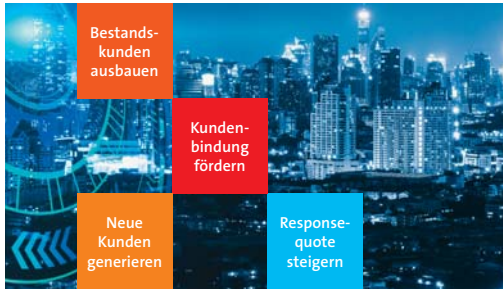 Bestands-
kunden
ausbauen
Kunden-
bindung
fördern
Neue
Kunden
generieren
Response-
quote
steigern